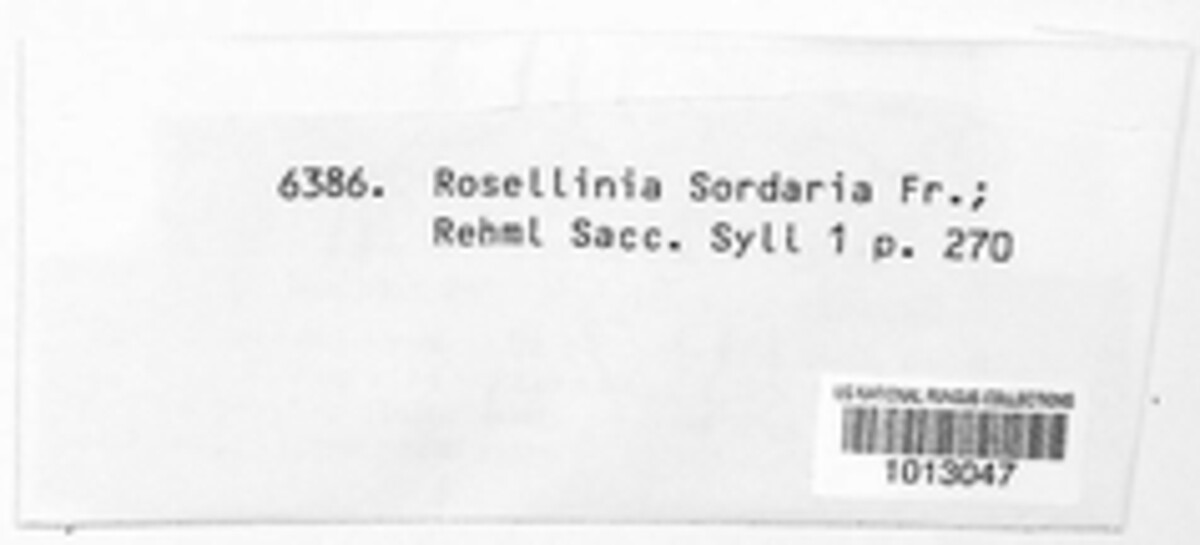 6386. Rosellinia Sordaria Fr.;
Rehml Sacc. Syll 1 p. 270
US NATIONAL FUNGUS COLLECTIONS
1013047